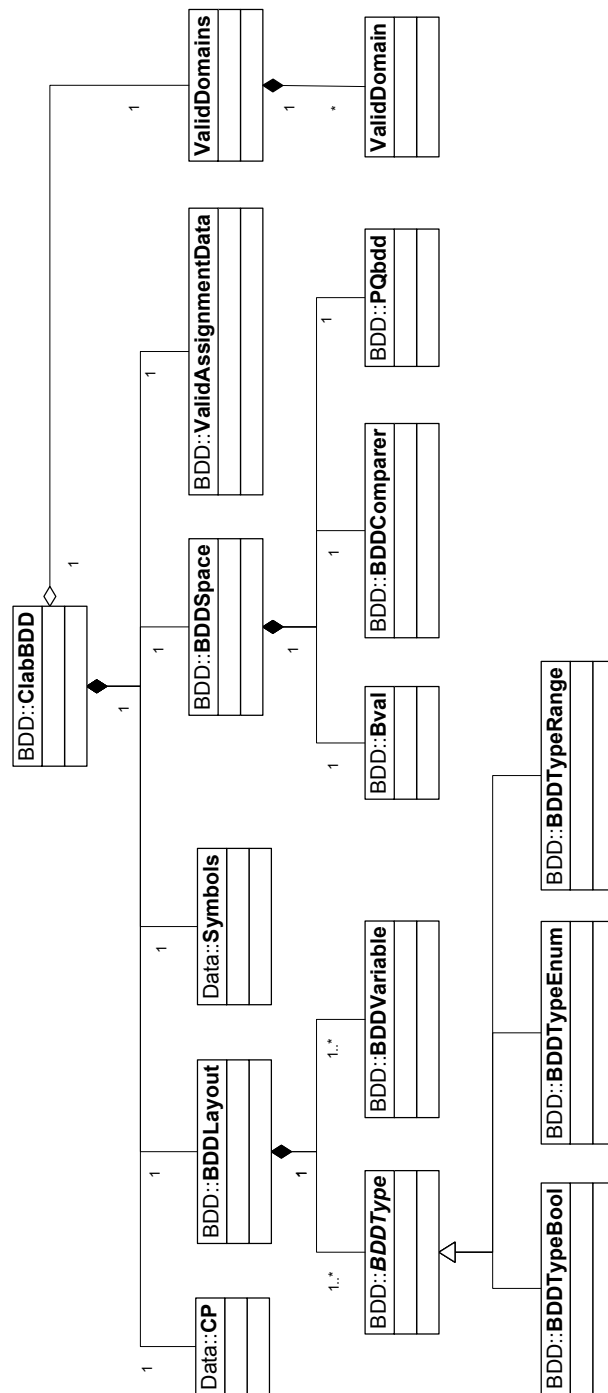 BDD::ClabBDD
1
1
1
1
1
1
1
1
Data::CP
BDD::BDDLayout
Data::Symbols
BDD::BDDSpace
BDD::ValidAssignmentData
ValidDomains
1
1
1
1..*
1..*
1
1
1
*
BDD::BDDType
BDD::BDDVariable
BDD::Bval
BDD::BDDComparer
BDD::PQbdd
ValidDomain
BDD::BDDTypeBool
BDD::BDDTypeEnum
BDD::BDDTypeRange